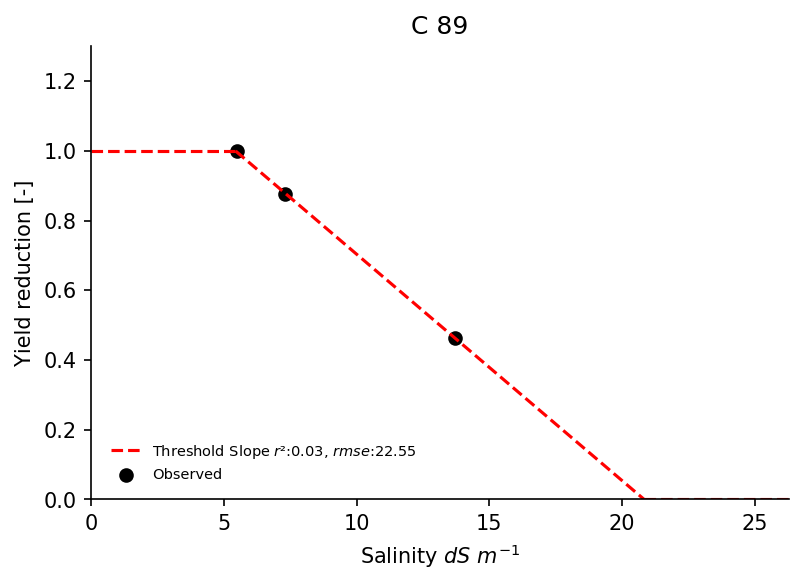 C 89
Yield reduction [-]
1.2
1.0
0.8
0.6
0.4
0.2
0.0
Threshold Slope r²:0.03, rmse:22.55
Observed
0 5 10 15 20 25
Salinity dS m⁻¹